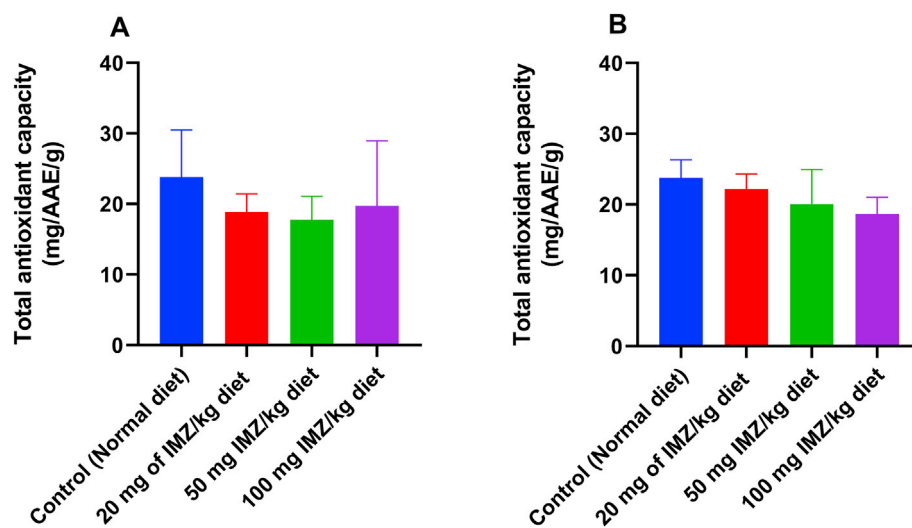 A
Total antioxidant capacity
(mg/AAE/g)
40
30
20
10
0
Control (Normal diet)
20 mg of IMZ/kg diet
50 mg IMZ/kg diet
100 mg IMZ/kg diet
B
Total antioxidant capacity
(mg/AAE/g)
40
30
20
10
0
Control (Normal diet)
20 mg of IMZ/kg diet
50 mg IMZ/kg diet
100 mg IMZ/kg diet